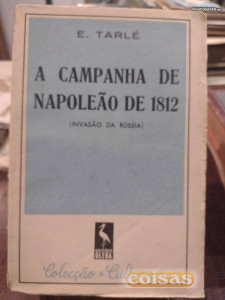 E. TARLÉ
A CAMPANHA DE
NAPOLEÃO DE 1812
(INVASÃO DA RÚSSIA)
Colecção
coisas